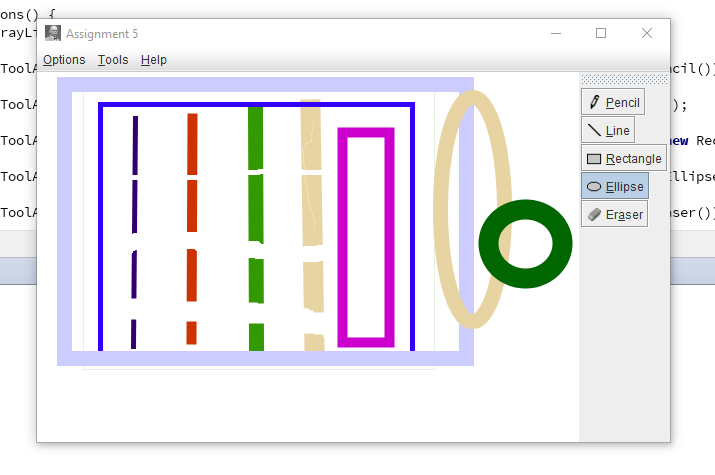 ons() {
rayLi
Assignment 5
Options Tools Help
ToolA
ncil())
Pencil
ToolA
);
Line
ToolA
new Rec
Rectangle
ToolA
Ellipse
Ellipse
ToolA
aser())
Eraser